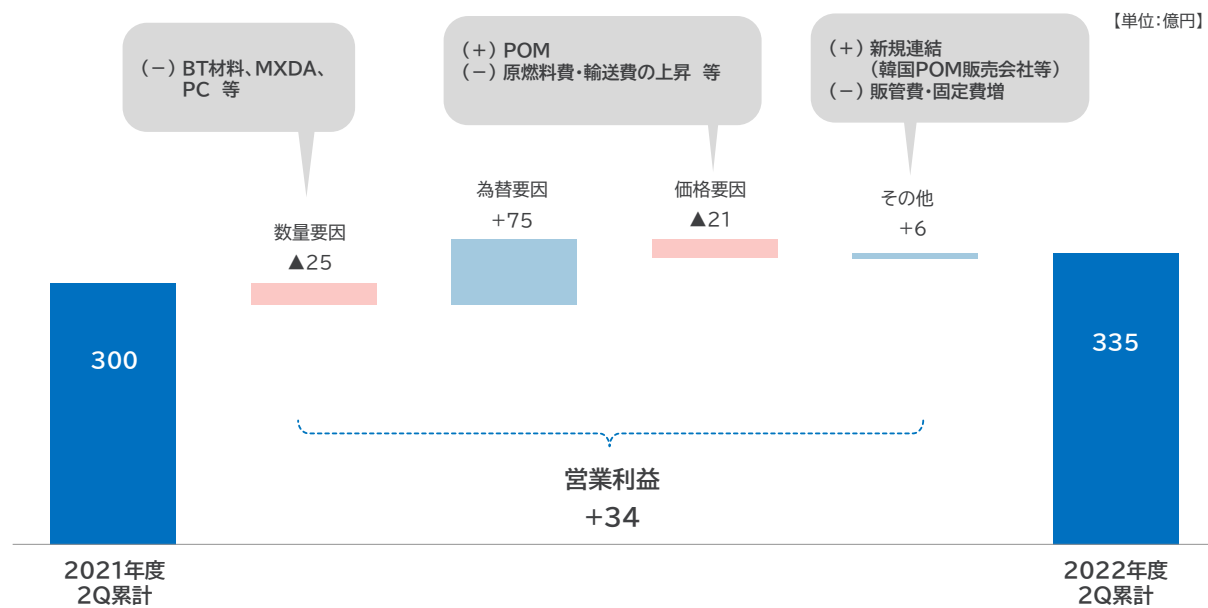 【単位：億円】
（－）BT材料、MXDA、
PC 等
（＋）POM
（－）原燃料費・輸送費の上昇 等
（＋）新規連結
（韓国POM販売会社等）
（－）販管費・固定費増
数量要因
▲25
為替要因
+75
価格要因
▲21
その他
+6
300
335
営業利益
+34
2021年度
2Q累計
2022年度
2Q累計